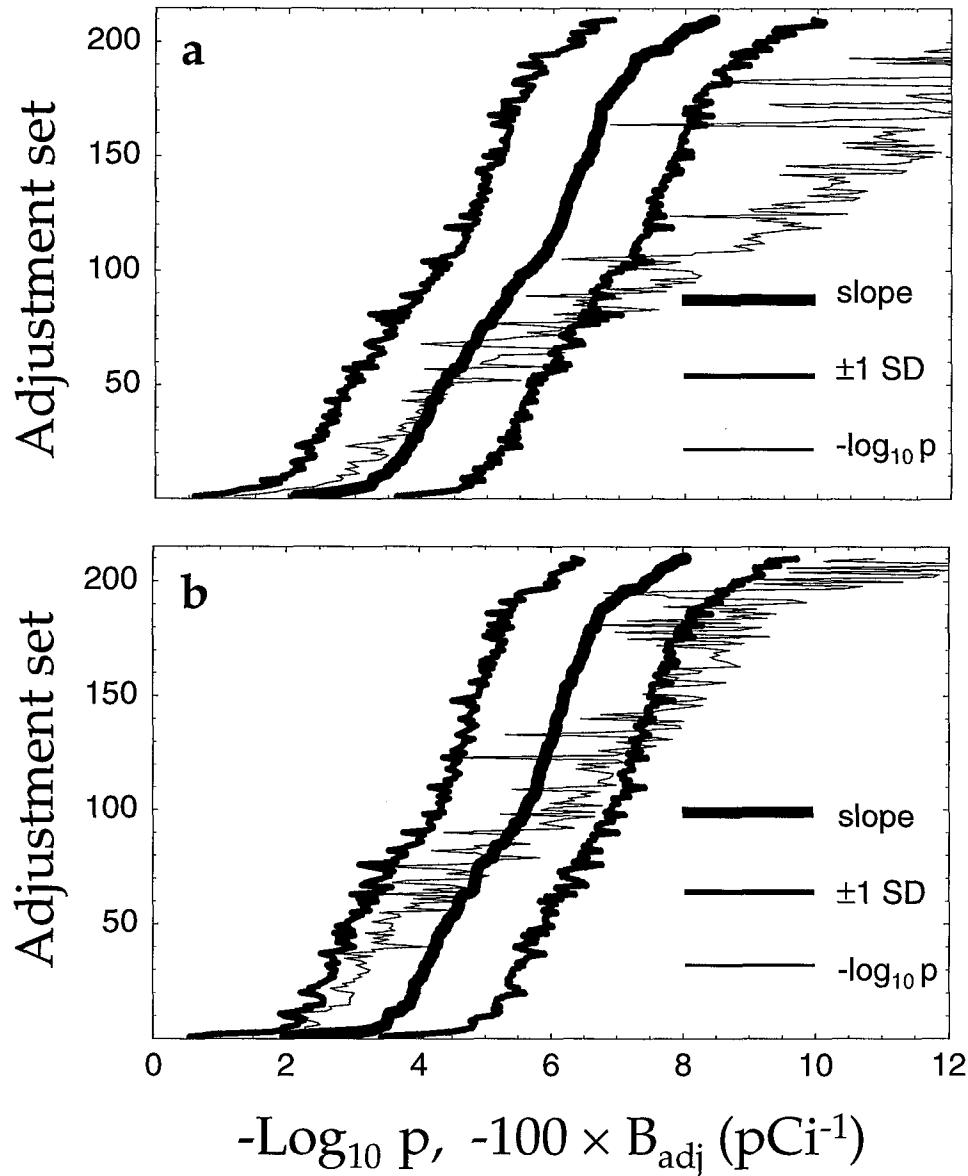 a
200
150
100
50
Adjustment set
slope
±1 SD
-log₁₀ p
b
200
150
100
50
Adjustment set
slope
±1 SD
-log₁₀ p
0 2 4 6 8 10 12
-Log₁₀ p, -100 × B_adj (pCi⁻¹)